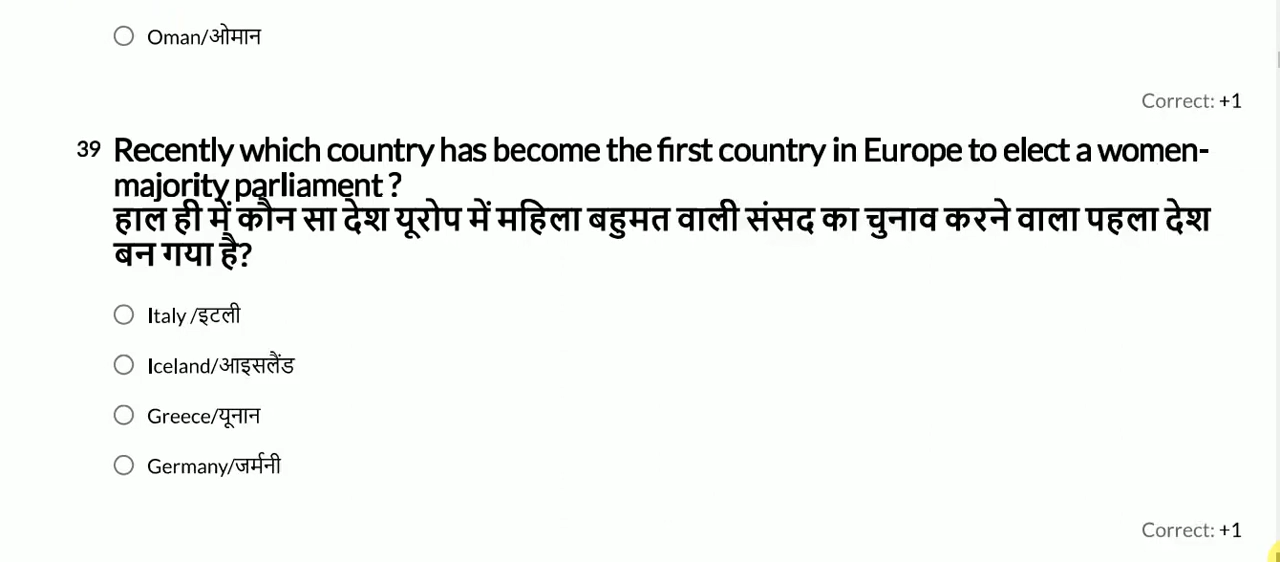 Oman/ओमान
Correct: +1
39 Recently which country has become the first country in Europe to elect a women-
majority parliament ?
हाल ही में कौन सा देश यूरोप में महिला बहुमत वाली संसद का चुनाव करने वाला पहला देश
बन गया है?
Italy /इटली
Iceland/आइसलैंड
Greece/यूनान
Germany/जर्मनी
Correct: +1